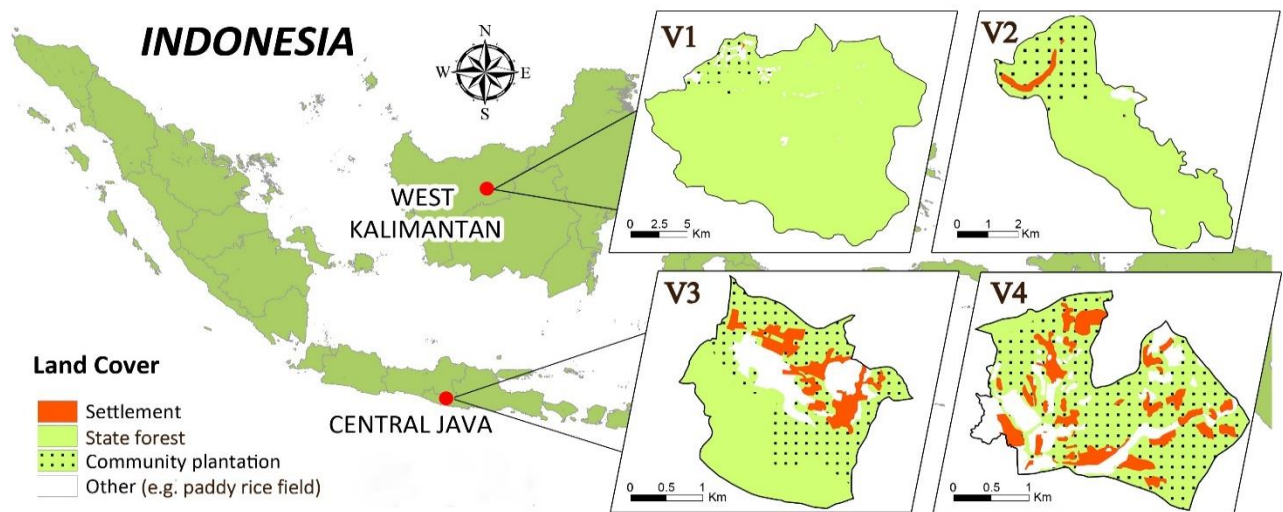 INDONESIA
N
W
E
S
WEST
KALIMANTAN
CENTRAL JAVA
V1
0 2.5 5
Km
V2
0 1 2
Km
V3
0 0.5 1
Km
V4
0 0.5 1
Km
Land Cover
Settlement
State forest
Community plantation
Other (e.g. paddy rice field)